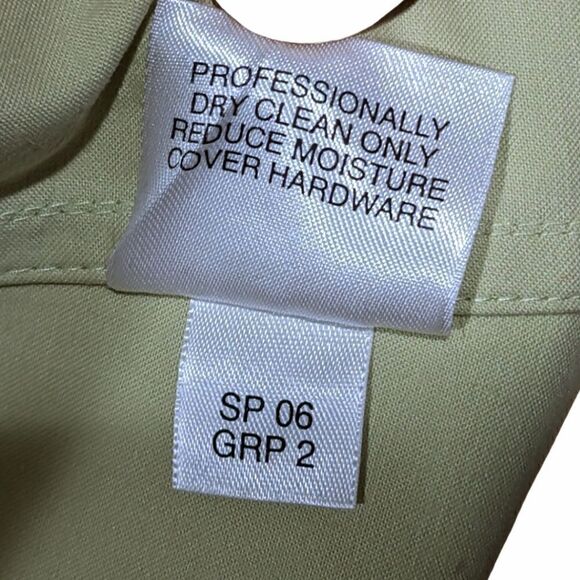 PROFESSIONALLY
DRY CLEAN ONLY
REDUCE MOISTURE
COVER HARDWARE
SP 06
GRP 2